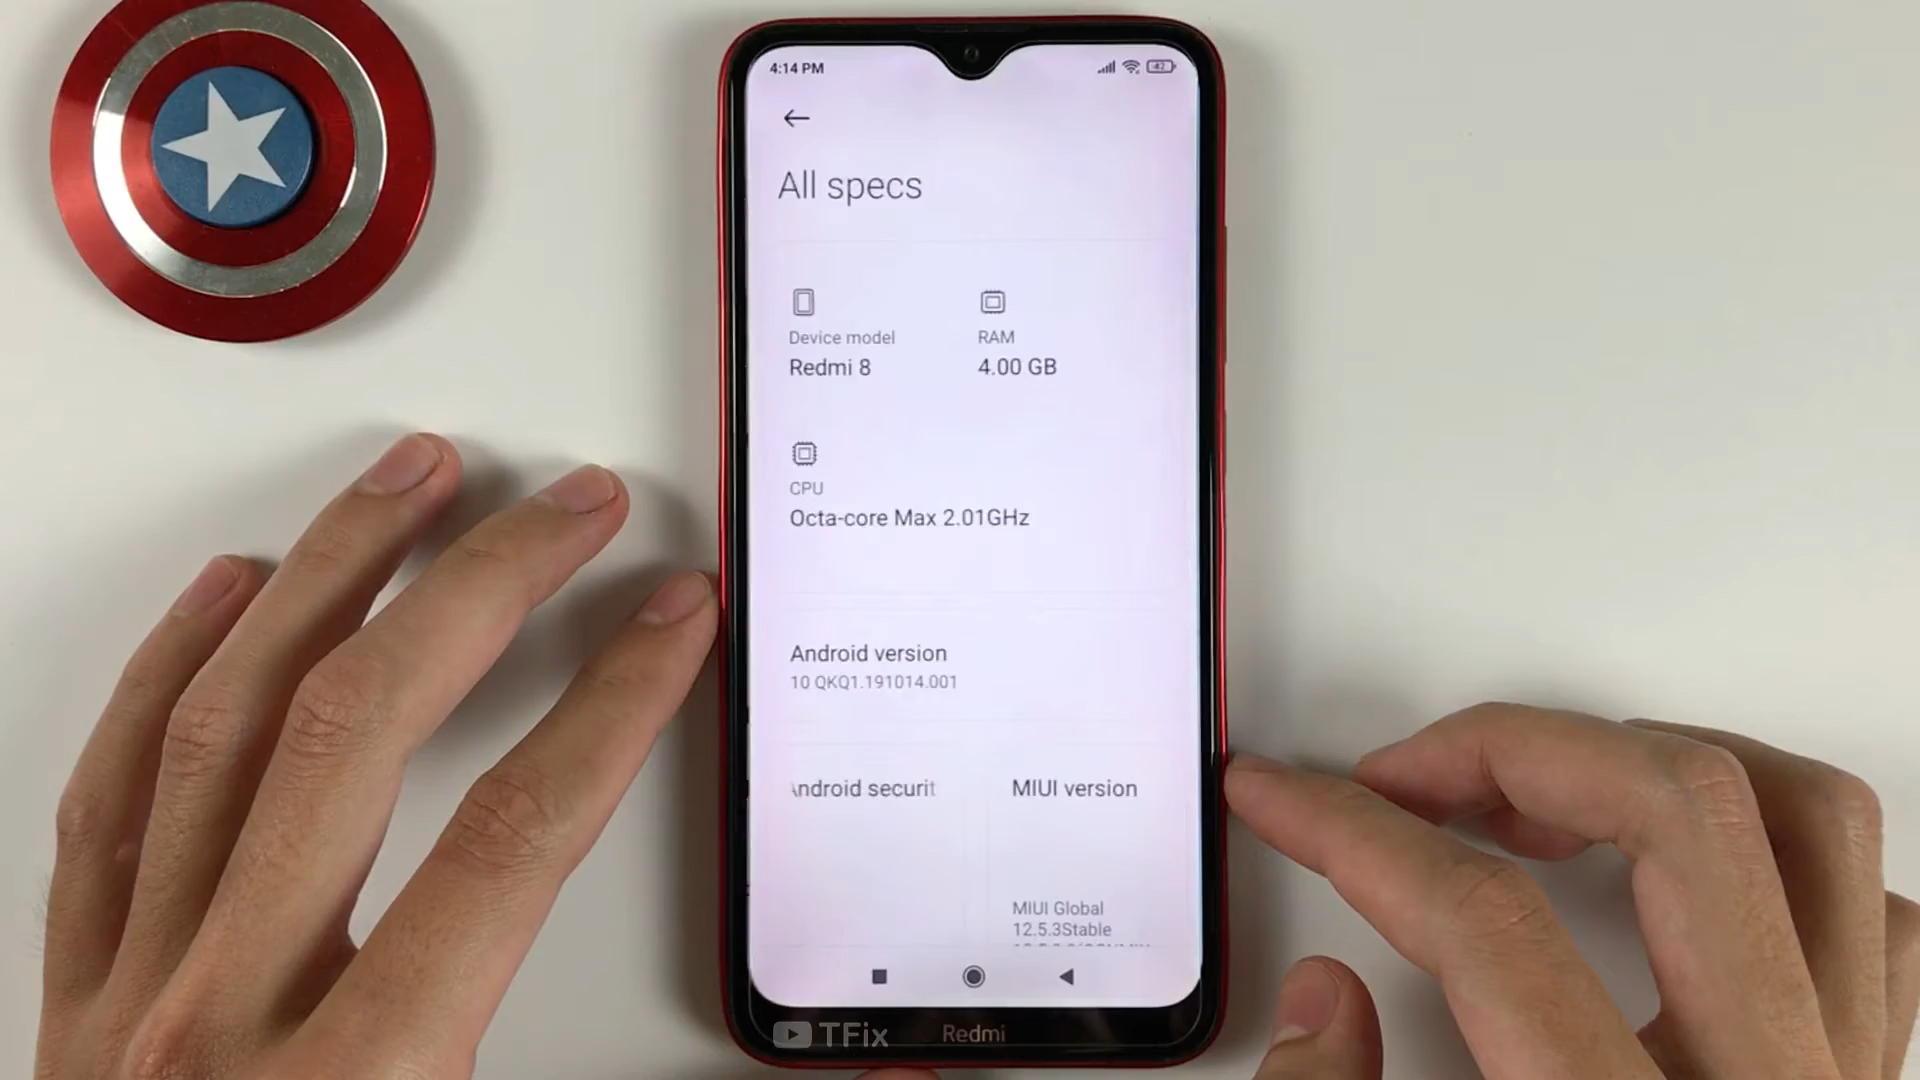 4:14 PM
42
All specs
Device model
Redmi 8
RAM
4.00 GB
CPU
Octa-core Max 2.01GHz
Android version
10 QKQ1.191014.001
Android securit
MIUI version
MIUI Global
12.5.3Stable
TFix
Redmi